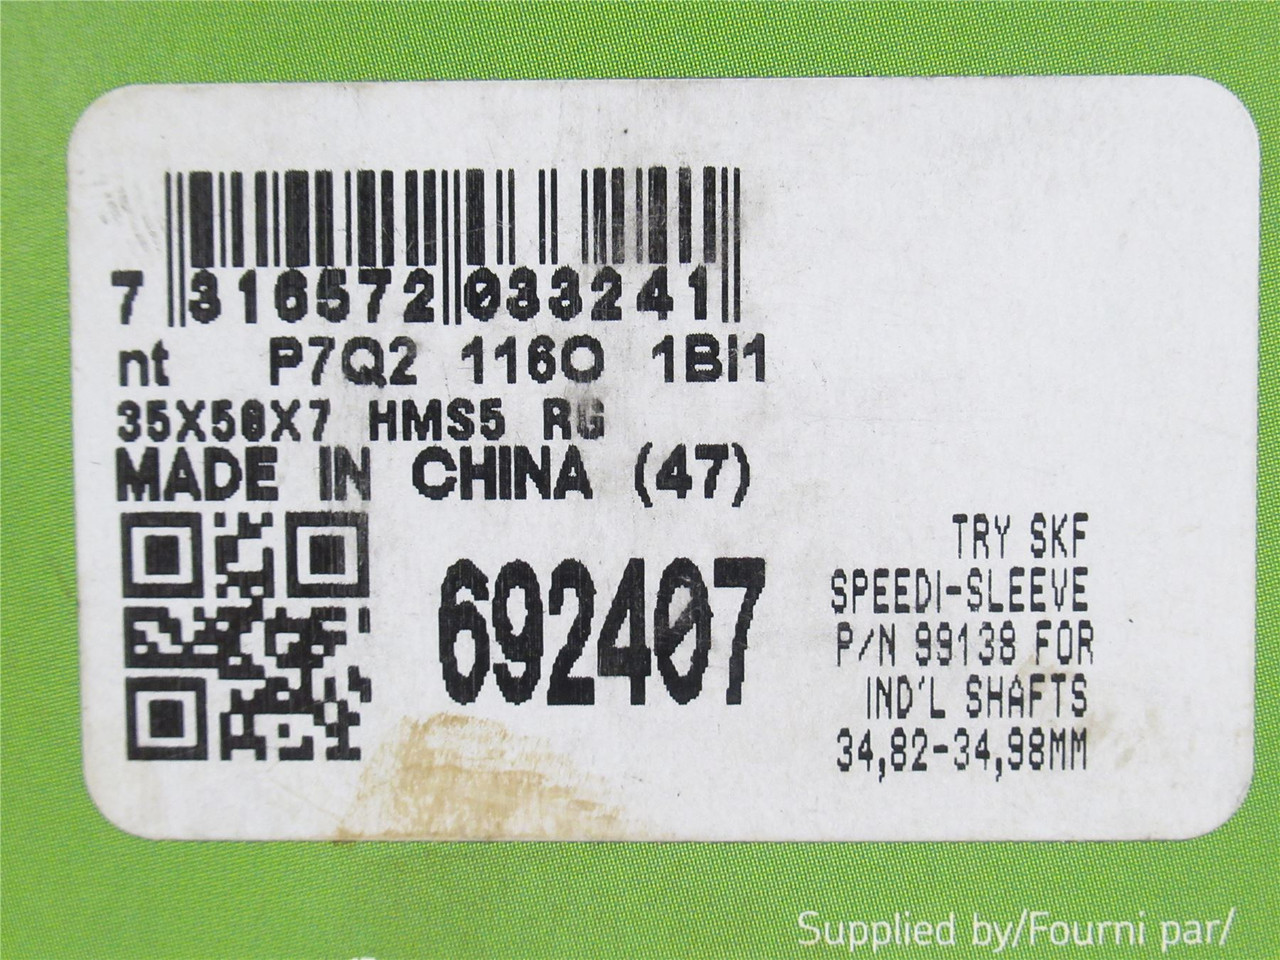 7 316572 033241
nt P7Q2 116O 1BI1
35X50X7 HMS5 RG
MADE IN CHINA (47)
692407
TRY SKF
SPEEDI-SLEEVE
P/N 99138 FOR
IND'L SHAFTS
34,82-34,98MM
Supplied by/Fourni par/